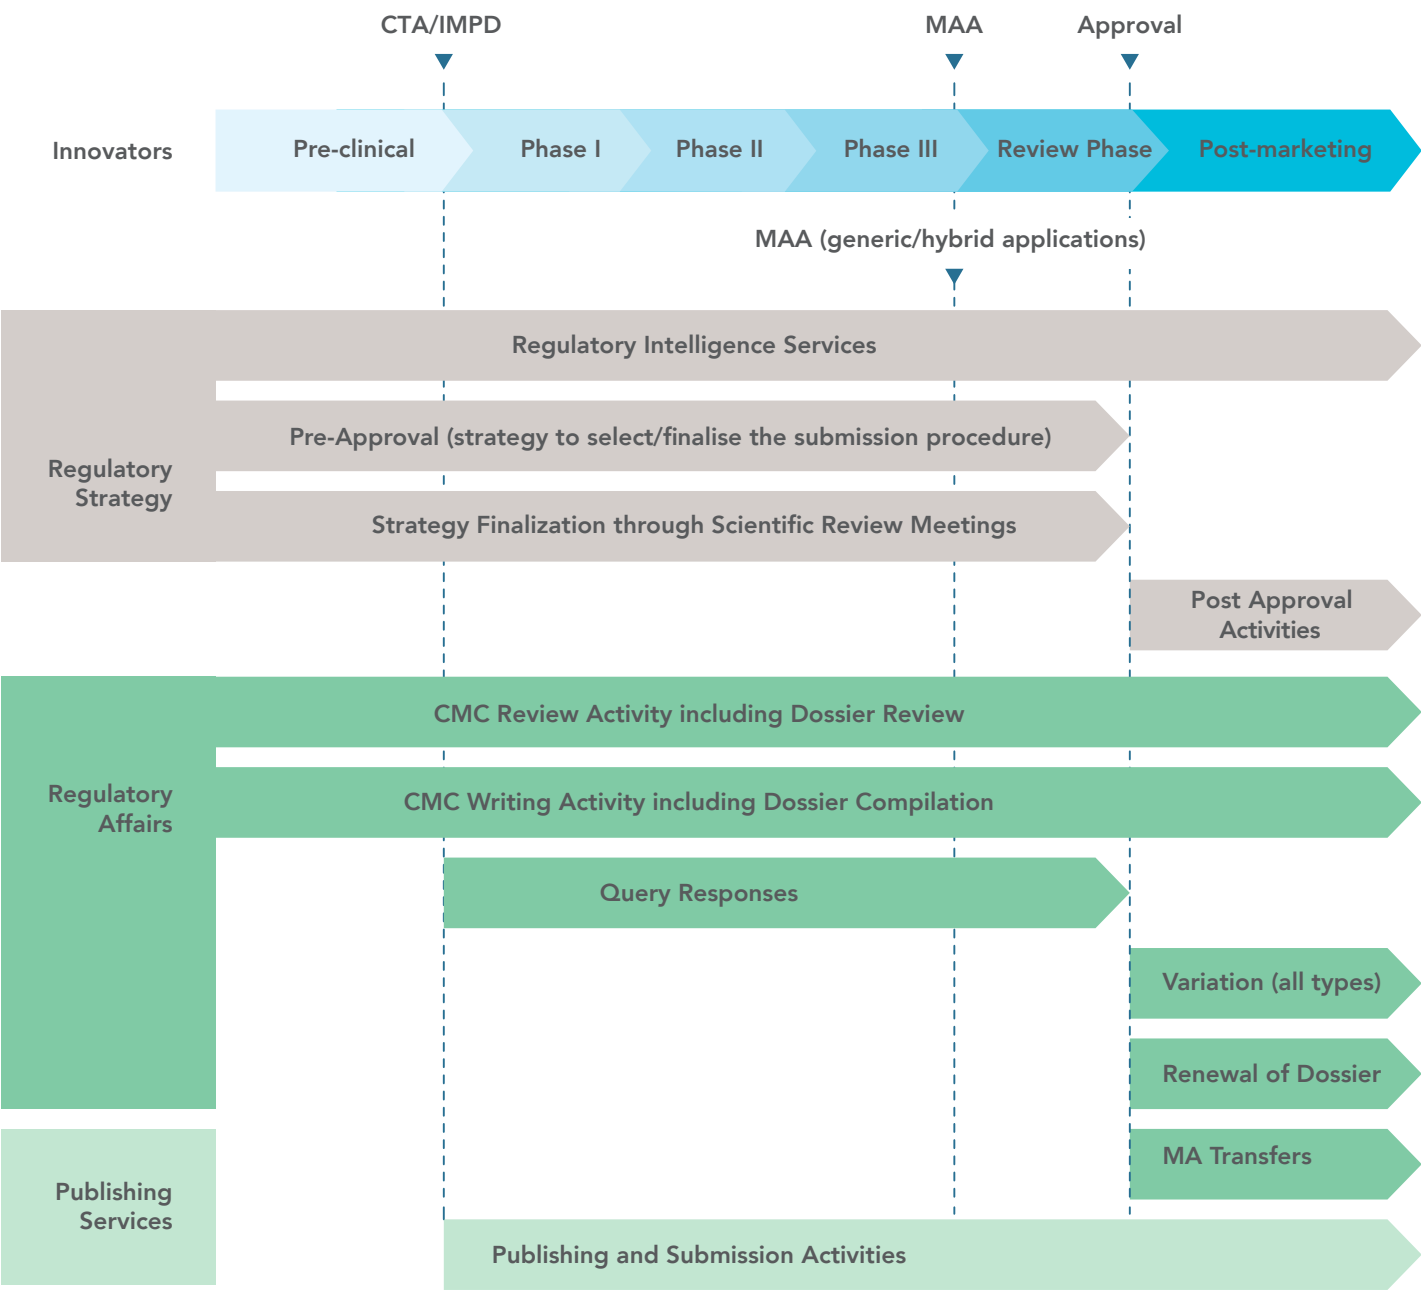 CTA/IMPD
MAA
Approval
Innovators
Pre-clinical
Phase I
Phase II
Phase III
Review Phase
Post-marketing
MAA (generic/hybrid applications)
Regulatory Intelligence Services
Pre-Approval (strategy to select/finalise the submission procedure)
Regulatory
Strategy
Strategy Finalization through Scientific Review Meetings
Post Approval
Activities
CMC Review Activity including Dossier Review
Regulatory
Affairs
CMC Writing Activity including Dossier Compilation
Query Responses
Variation (all types)
Renewal of Dossier
MA Transfers
Publishing
Services
Publishing and Submission Activities